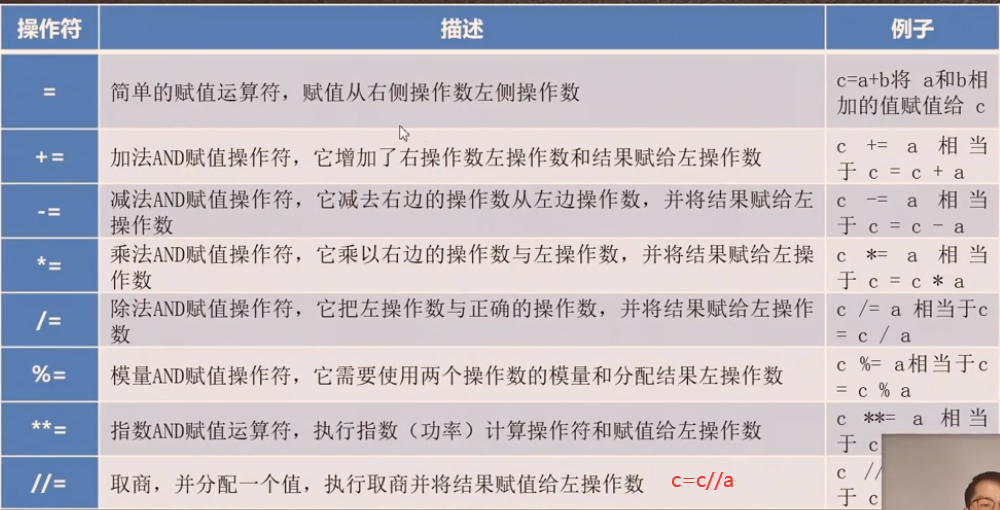 操作符 描述 例子
= 简单的赋值运算符，赋值从右侧操作数左侧操作数 c=a+b将 a和b相
加的值赋值给 c
+= 加法AND赋值操作符，它增加了右操作数左操作数和结果赋给左操作数 c += a 相当
于 c = c + a
-= 减法AND赋值操作符，它减去右边的操作数从左边操作数，并将结果赋给左 c -= a 相当
操作数 于 c = c - a
*= 乘法AND赋值操作符，它乘以右边的操作数与左操作数，并将结果赋给左操 c *= a 相当
作数 于 c = c * a
/= 除法AND赋值操作符，它把左操作数与正确的操作数，并将结果赋给左操作 c /= a 相当于c
数 = c / a
%= 模量AND赋值操作符，它需要使用两个操作数的模量和分配结果左操作数 c %= a相当于c
= c % a
**= 指数AND赋值运算符，执行指数（功率）计算操作符和赋值给左操作数 c **= a 相当
于 c
//= 取商，并分配一个值，执行取商并将结果赋值给左操作数 c=c//a c //
于 c